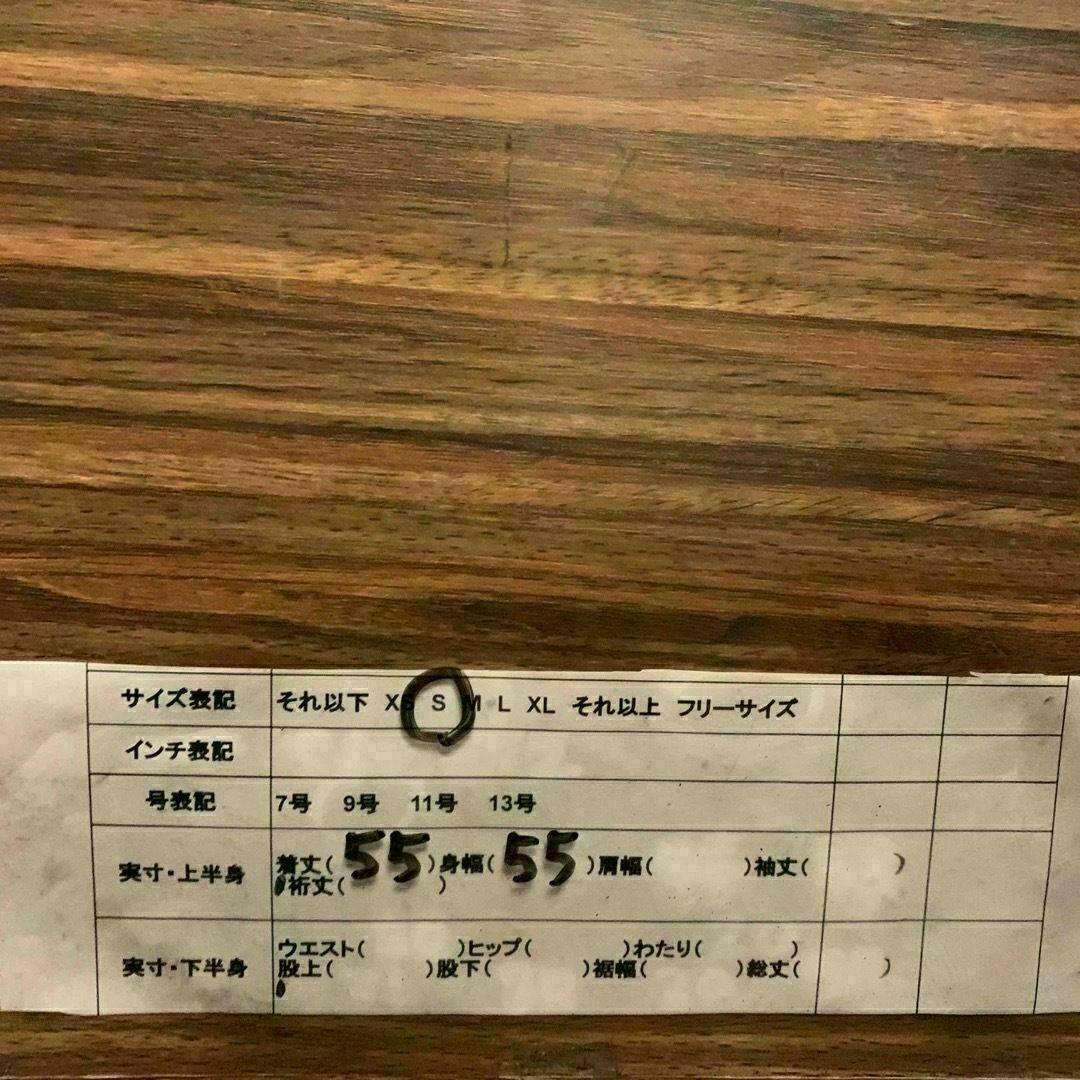 サイズ表記 それ以下 XS S M L XL それ以上 フリーサイズ
インチ表記
号表記 7号 9号 11号 13号
実寸・上半身 着丈(55)身幅(55)肩幅( )袖丈( )
裄丈( )
実寸・下半身 ウエスト( )ヒップ( )わたり( )
股上( )股下( )裾幅( )総丈( )